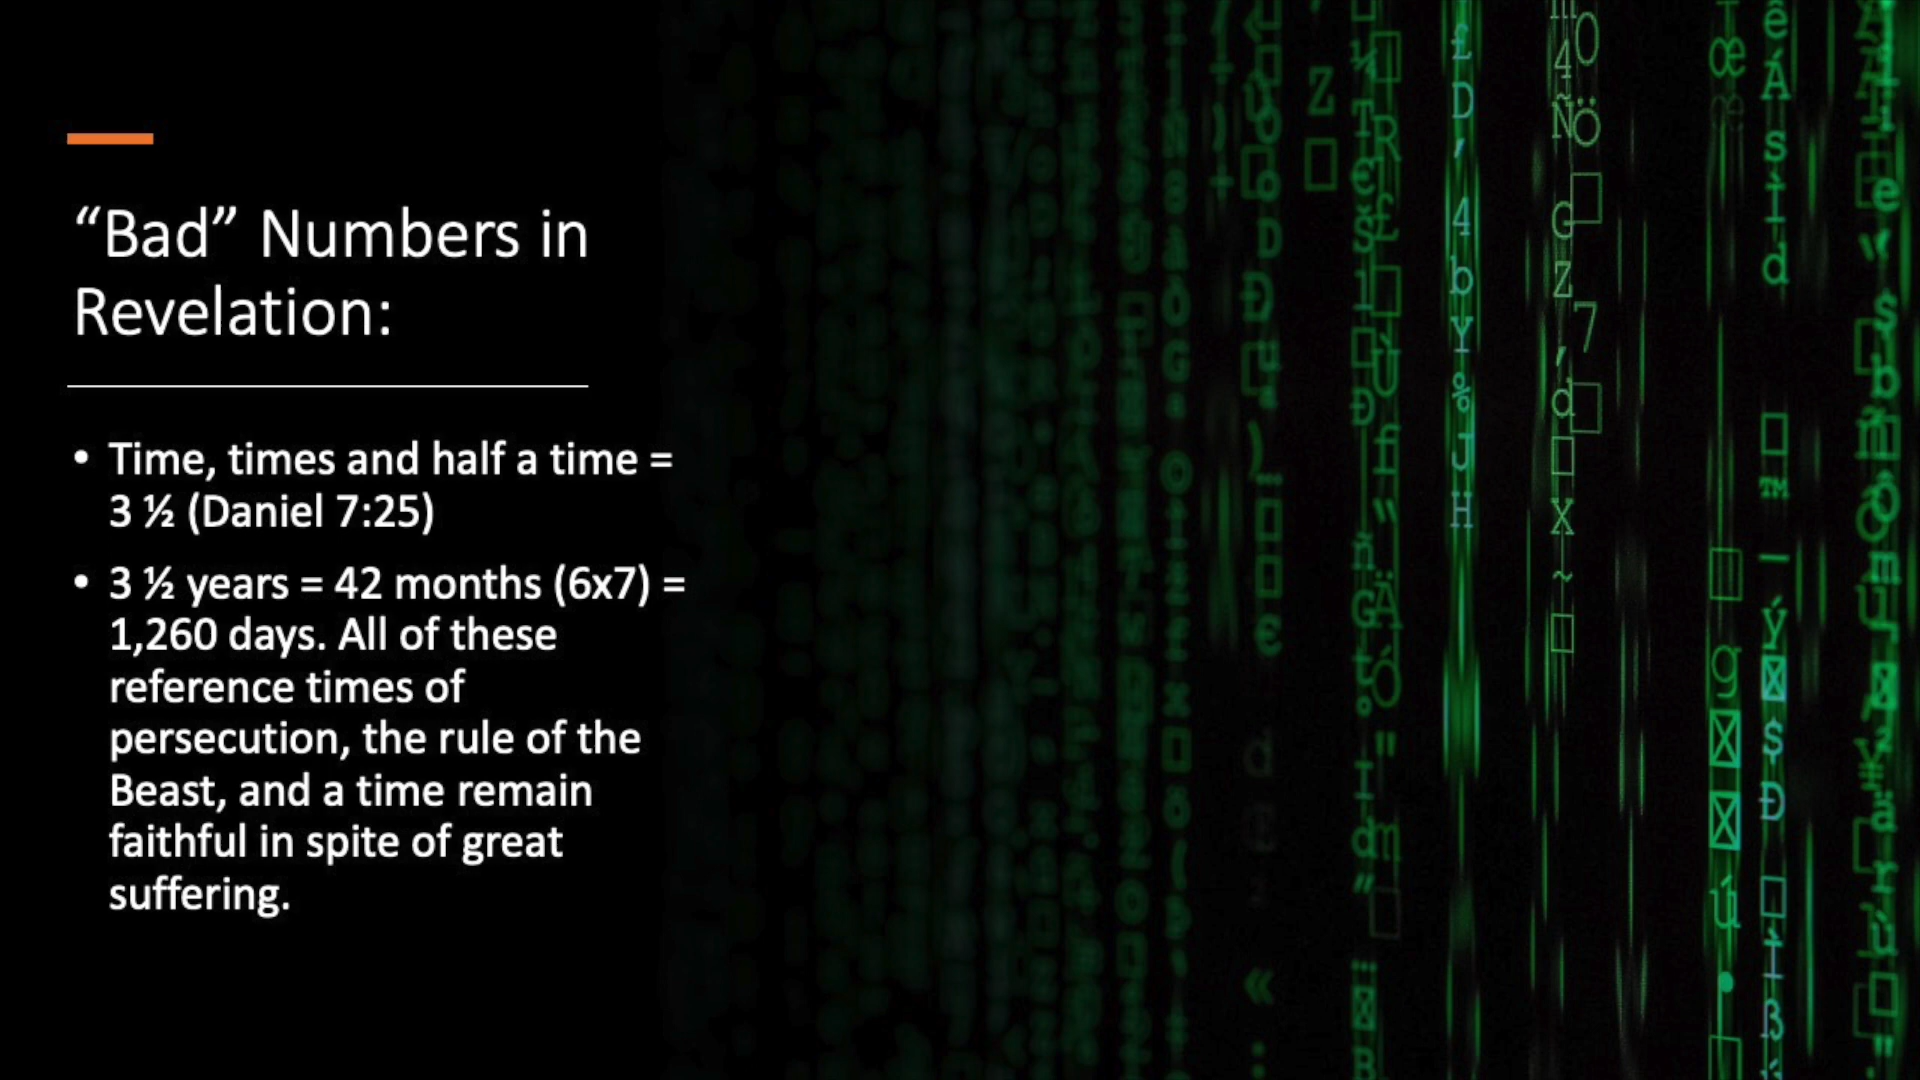 “Bad” Numbers in
Revelation:
• Time, times and half a time =
3 ½ (Daniel 7:25)
• 3 ½ years = 42 months (6x7) =
1,260 days. All of these
reference times of
persecution, the rule of the
Beast, and a time remain
faithful in spite of great
suffering.